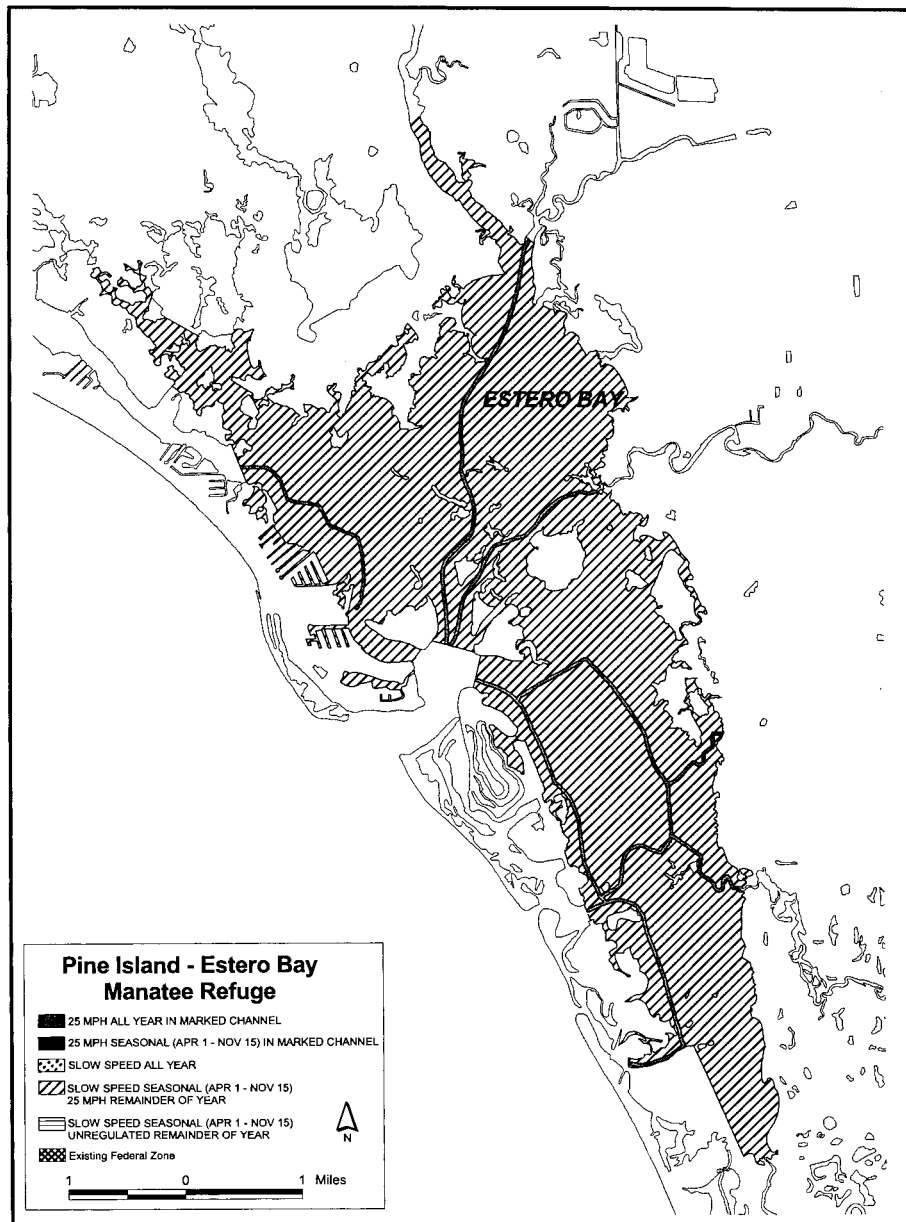 ESTERO BAY
Pine Island - Estero Bay
Manatee Refuge
25 MPH ALL YEAR IN MARKED CHANNEL
25 MPH SEASONAL (APR 1 - NOV 15) IN MARKED CHANNEL
SLOW SPEED ALL YEAR
SLOW SPEED SEASONAL (APR 1 - NOV 15)
25 MPH REMAINDER OF YEAR
SLOW SPEED SEASONAL (APR 1 - NOV 15)
UNREGULATED REMAINDER OF YEAR
N
Existing Federal Zone
1 0 1 Miles